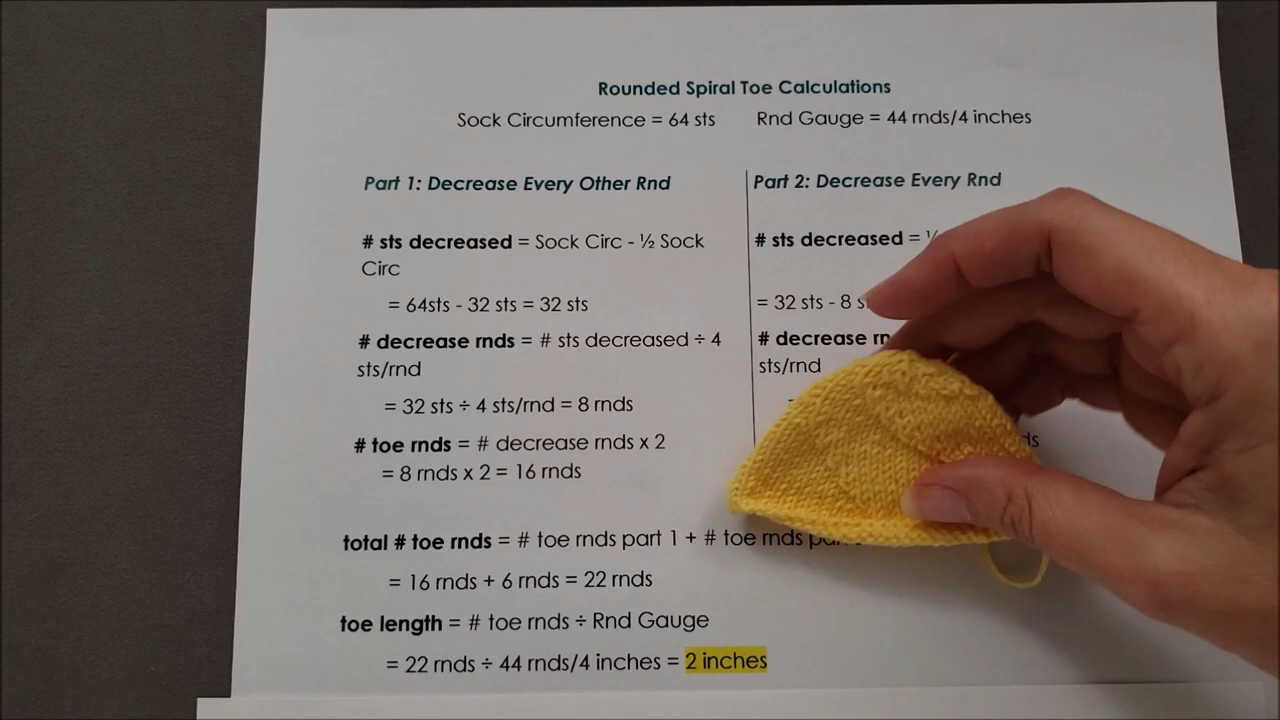 Rounded Spiral Toe Calculations
Sock Circumference = 64 sts Rnd Gauge = 44 rnds/4 inches
Part 1: Decrease Every Other Rnd
# sts decreased = Sock Circ - ½ Sock
Circ
= 64sts - 32 sts = 32 sts
# decrease rnds = # sts decreased ÷ 4
sts/rnd
= 32 sts ÷ 4 sts/rnd = 8 rnds
# toe rnds = # decrease rnds x 2
= 8 rnds x 2 = 16 rnds
Part 2: Decrease Every Rnd
# sts decreased =
= 32 sts - 8
# decrease
sts/rnd
total # toe rnds = # toe rnds part 1 + # toe rnds
= 16 rnds + 6 rnds = 22 rnds
toe length = # toe rnds ÷ Rnd Gauge
= 22 rnds ÷ 44 rnds/4 inches = 2 inches